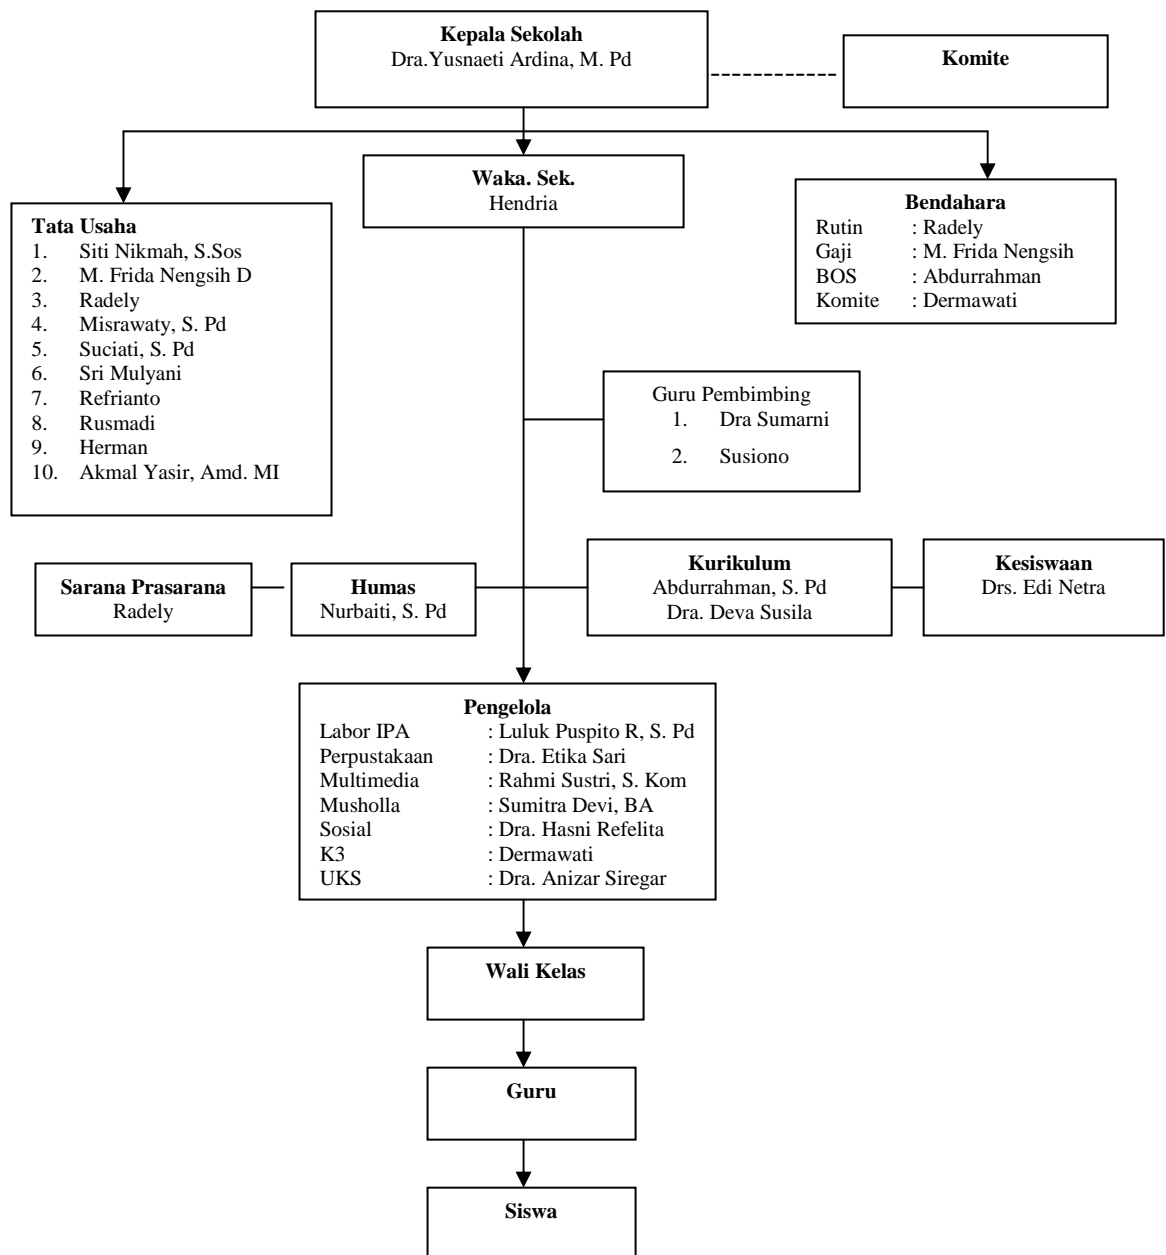 Kepala Sekolah
Dra.Yusnaeti Ardina, M. Pd
Komite
Waka. Sek.
Hendria
Tata Usaha
1. Siti Nikmah, S.Sos
2. M. Frida Nengsih D
3. Radely
4. Misrawaty, S. Pd
5. Suciati, S. Pd
6. Sri Mulyani
7. Refrianto
8. Rusmadi
9. Herman
10. Akmal Yasir, Amd. MI
Bendahara
Rutin : Radely
Gaji : M. Frida Nengsih
BOS : Abdurrahman
Komite : Dermawati
Guru Pembimbing
1. Dra Sumarni
2. Susiono
Sarana Prasarana
Radely
Humas
Nurbaiti, S. Pd
Kurikulum
Abdurrahman, S. Pd
Dra. Deva Susila
Kesiswaan
Drs. Edi Netra
Pengelola
Labor IPA : Luluk Puspito R, S. Pd
Perpustakaan : Dra. Etika Sari
Multimedia : Rahmi Sustri, S. Kom
Musholla : Sumitra Devi, BA
Sosial : Dra. Hasni Refelita
K3 : Dermawati
UKS : Dra. Anizar Siregar
Wali Kelas
Guru
Siswa